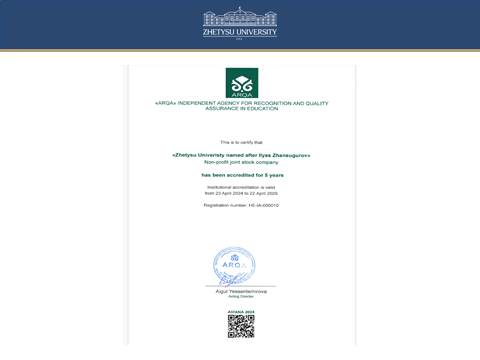 ZHETYSU UNIVERSITY
ARQA
«ARQA» INDEPENDENT AGENCY FOR RECOGNITION AND QUALITY
ASSURANCE IN EDUCATION
This is to certify that
«Zhetysu Univeristy named after Ilyas Zhansugurov»
Non-profit joint stock company
has been accredited for 5 years
Institutional accreditation is valid
from 23 April 2024 to 22 April 2029
Registration number: HE-IA-000010
ARQA
Aigul Yessentemirova
Acting Director
ASTANA 2024